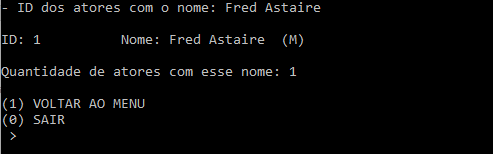 - ID dos atores com o nome: Fred Astaire
ID: 1 Nome: Fred Astaire (M)
Quantidade de atores com esse nome: 1
(1) VOLTAR AO MENU
(0) SAIR
>